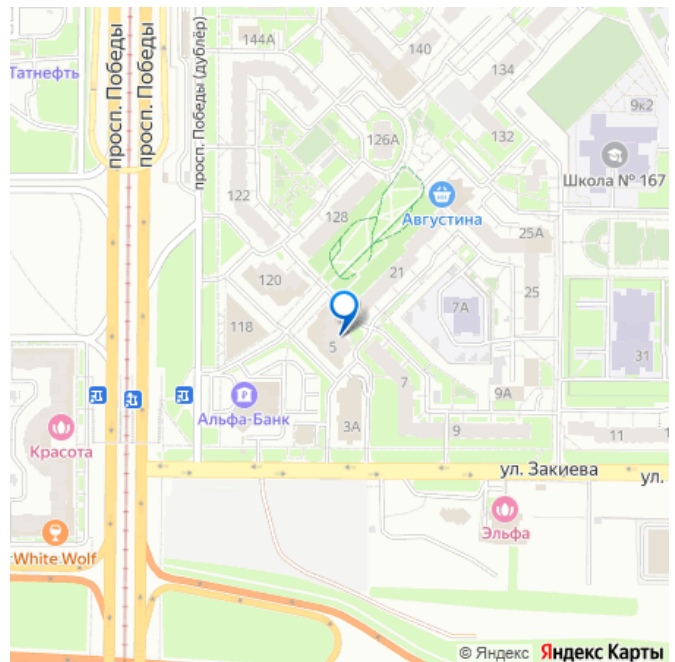 144А
140
134
Татнефть
просп. Победы
просп. Победы
просп. Победы (дублёр)
9к2
132
126А
Школа № 167
122
128
Августина
25А
21
120
7А
25
118
5
31
7
9А
Альфа-Банк
3А
9
11
1
Красота
ул. Закиева
ул.
Эльфа
White Wolf
© Яндекс Яндекс Карты